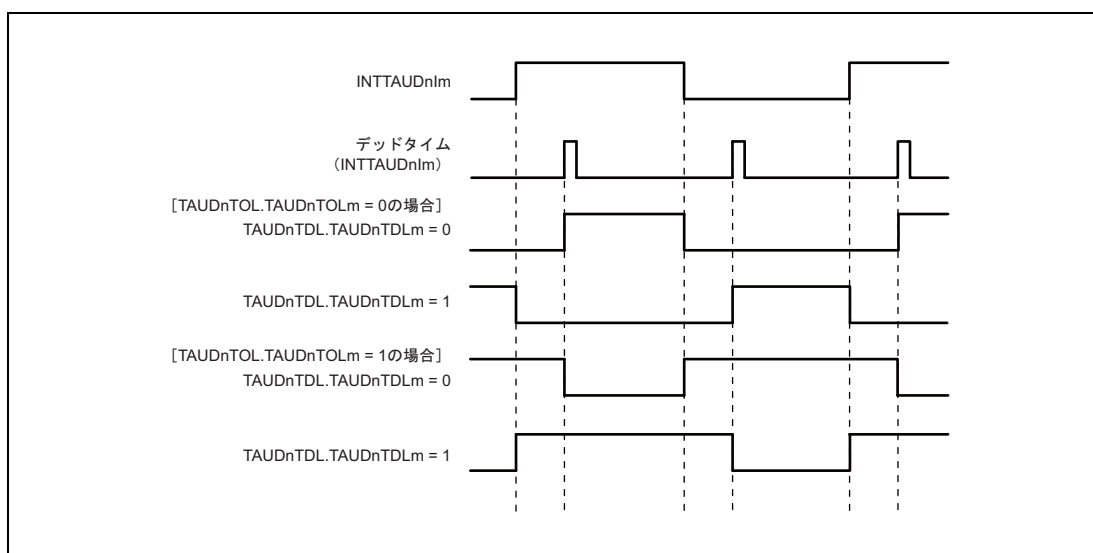 INTTAUDnIm
デッドタイム
（INTTAUDnIm）
［TAUDnTOL.TAUDnTOLm = 0の場合］
TAUDnTDL.TAUDnTDLm = 0
TAUDnTDL.TAUDnTDLm = 1
［TAUDnTOL.TAUDnTOLm = 1の場合］
TAUDnTDL.TAUDnTDLm = 0
TAUDnTDL.TAUDnTDLm = 1